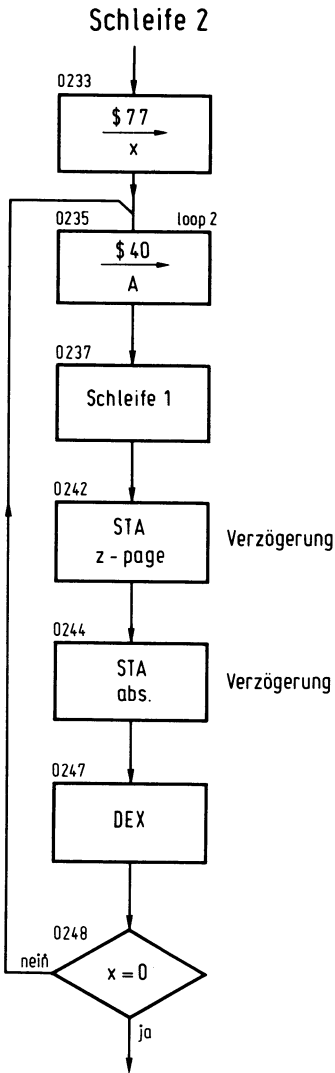 Schleife 2
0233
$77
x
0235
loop 2
$40
A
0237
Schleife 1
0242
STA
z-page
Verzögerung
0244
STA
abs.
Verzögerung
0247
DEX
0248
nein
x=0
ja